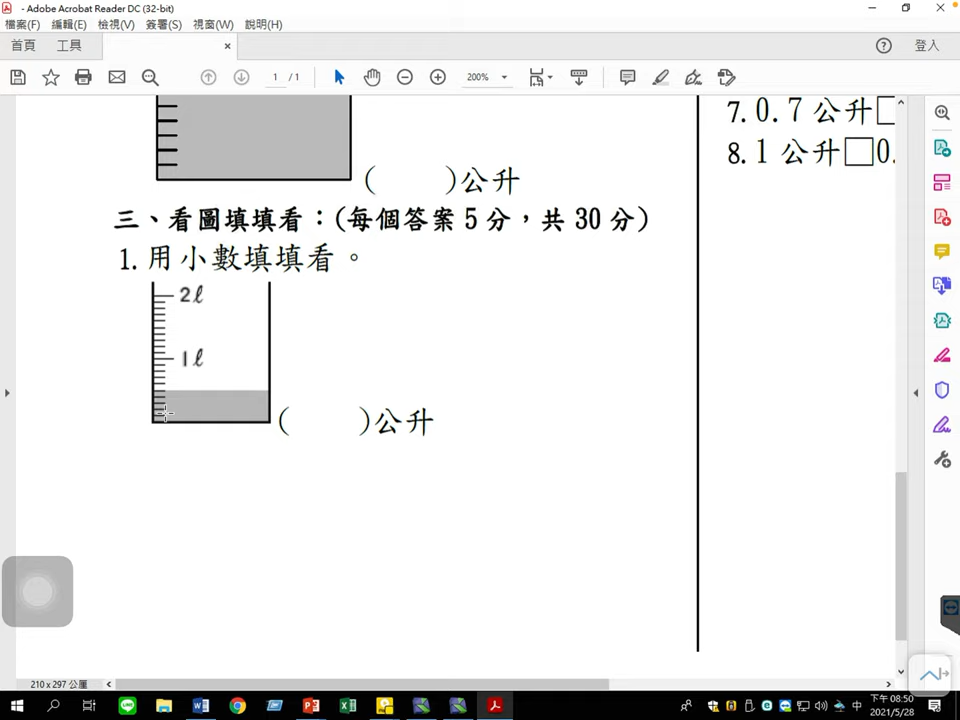 - Adobe Acrobat Reader DC (32-bit)
檔案(F) 編輯(E) 檢視(V) 簽署(S) 視窗(W) 說明(H)
首頁 工具 登入
1 / 1 200%
( )公升
三、看圖填填看：(每個答案 5 分，共 30 分)
1. 用小數填填看。
2ℓ
1ℓ
( )公升
7. 0.7 公升□
8. 1 公升□0.
210 x 297 公厘
中
下午 08:50
2021/5/28